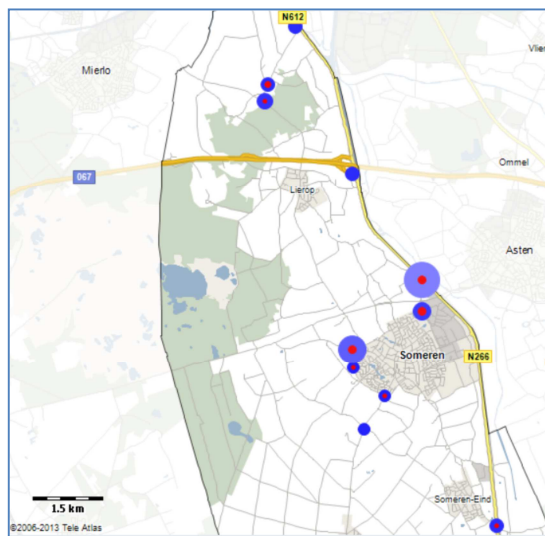 N612
Mierlo
Vlie
067
Ommel
Lierop
Asten
Someren
N266
Someren-Eind
1.5 km
©2006-2013 Tele Atlas